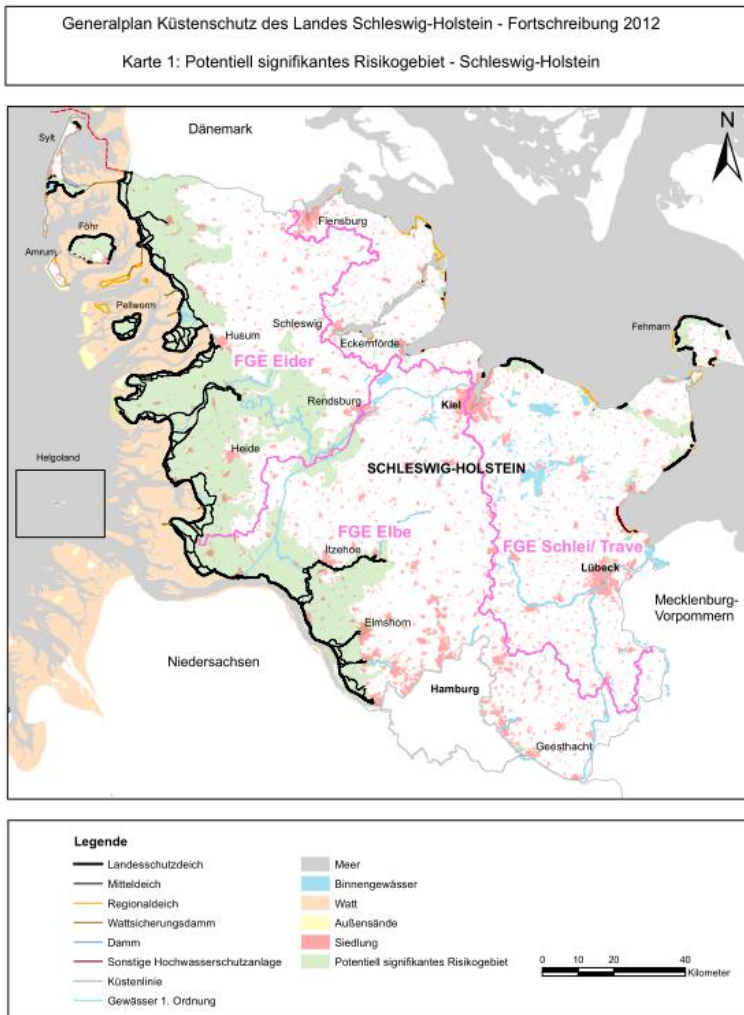 Generalplan Küstenschutz des Landes Schleswig-Holstein - Fortschreibung 2012
Karte 1: Potentiell signifikantes Risikogebiet - Schleswig-Holstein
N
Dänemark
Sylt
Flensburg
Föhr
Amrum
Pellworm
Schleswig
Fehmarn
Husum
Eckernförde
FGE Eider
Rendsburg
Kiel
Heide
Helgoland
SCHLESWIG-HOLSTEIN
FGE Elbe
FGE Schlei/ Trave
Itzehoe
Lübeck
Mecklenburg-
Vorpommern
Elmshorn
Niedersachsen
Hamburg
Geesthacht
Legende
Landesschutzdeich
Mitteldeich
Regionaldeich
Wattsicherungsdamm
Damm
Sonstige Hochwasserschutzanlage
Küstenlinie
Gewässer 1. Ordnung
Meer
Binnengewässer
Watt
Außensände
Siedlung
Potentiell signifikantes Risikogebiet
0 10 20 40
Kilometer